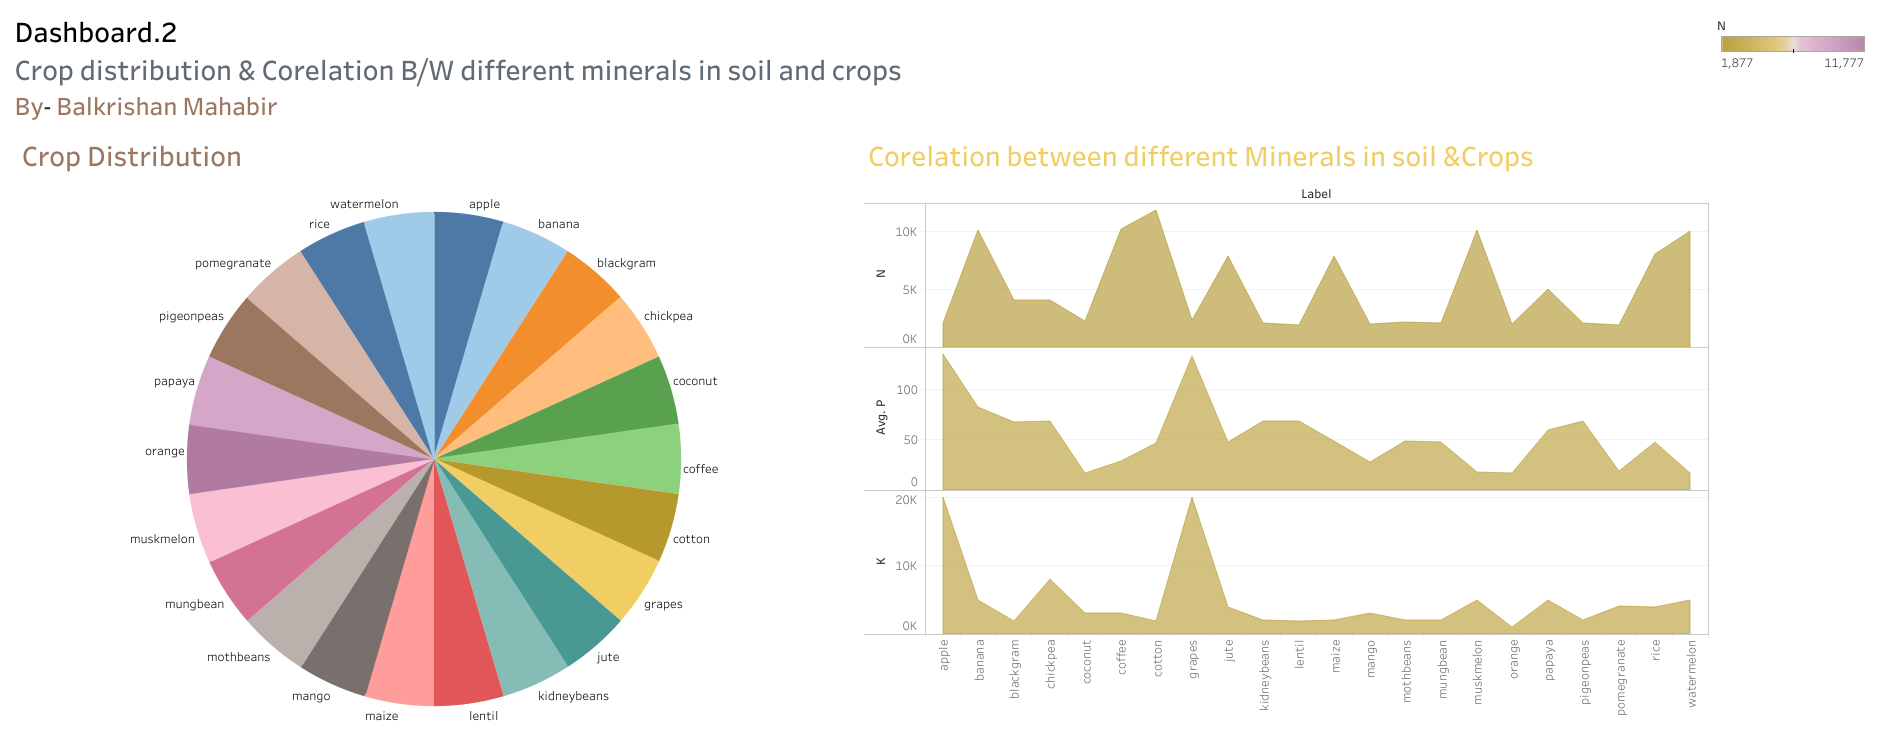 Dashboard.2
Crop distribution & Corelation B/W different minerals in soil and crops
By- Balkrishan Mahabir
N
1,877 11,777
Crop Distribution
watermelon
apple
rice
banana
pomegranate
blackgram
pigeonpeas
chickpea
papaya
coconut
orange
coffee
muskmelon
cotton
mungbean
grapes
mothbeans
jute
mango
kidneybeans
maize
lentil
Corelation between different Minerals in soil &Crops
Label
N
10K
5K
0K
Avg. P
100
50
0
K
20K
10K
0K
apple
banana
blackgram
chickpea
coconut
coffee
cotton
grapes
jute
kidneybeans
lentil
maize
mango
mothbeans
mungbean
muskmelon
orange
papaya
pigeonpeas
pomegranate
rice
watermelon